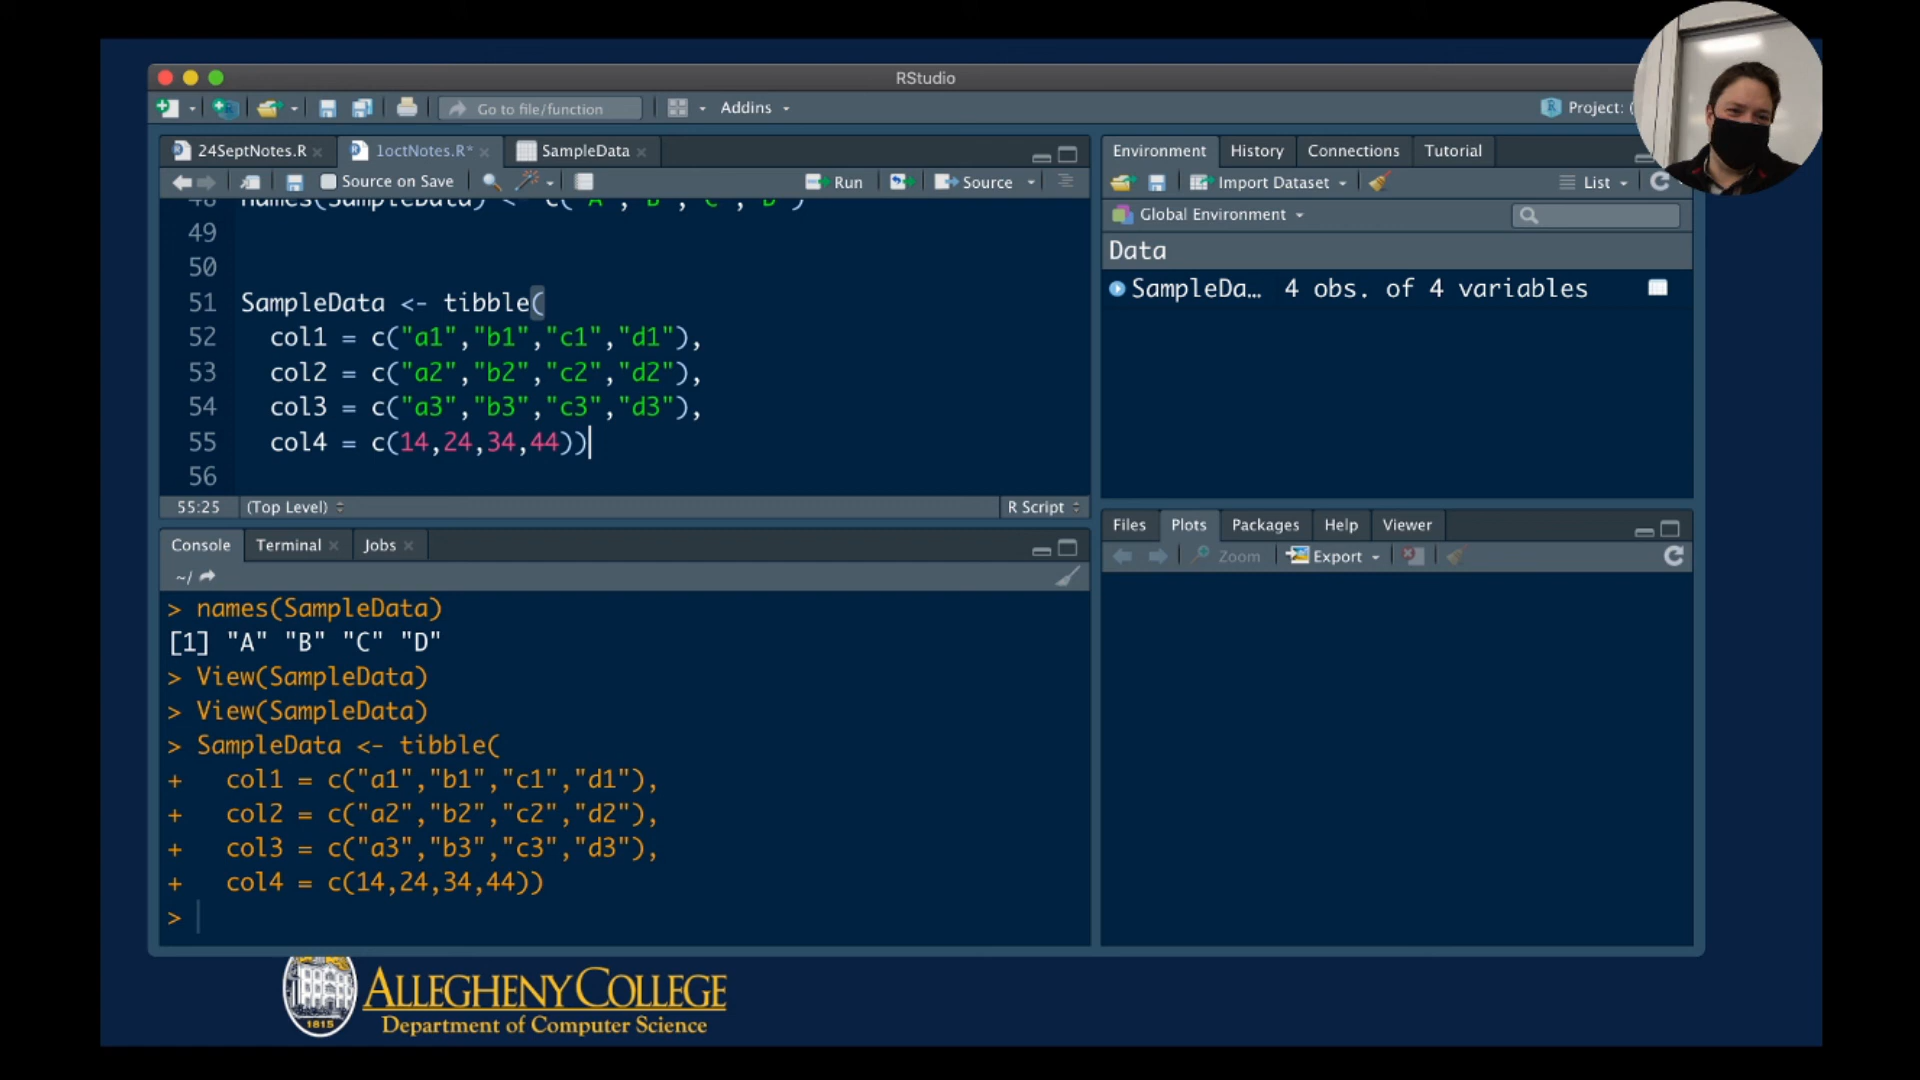 RStudio
Go to file/function
Addins
Project: (
24SeptNotes.R
1octNotes.R*
SampleData
Source on Save
Run
Source
48 names(SampleData) <- c("A","B","C","D")
49
50
51 SampleData <- tibble(
52 col1 = c("a1","b1","c1","d1"),
53 col2 = c("a2","b2","c2","d2"),
54 col3 = c("a3","b3","c3","d3"),
55 col4 = c(14,24,34,44))
56
55:25 (Top Level) R Script
Console Terminal Jobs
~/
> names(SampleData)
[1] "A" "B" "C" "D"
> View(SampleData)
> View(SampleData)
> SampleData <- tibble(
+ col1 = c("a1","b1","c1","d1"),
+ col2 = c("a2","b2","c2","d2"),
+ col3 = c("a3","b3","c3","d3"),
+ col4 = c(14,24,34,44))
>
Environment History Connections Tutorial
Import Dataset List
Global Environment
Data
SampleDa... 4 obs. of 4 variables
Files Plots Packages Help Viewer
Zoom Export
1815
ALLEGHENY COLLEGE
Department of Computer Science